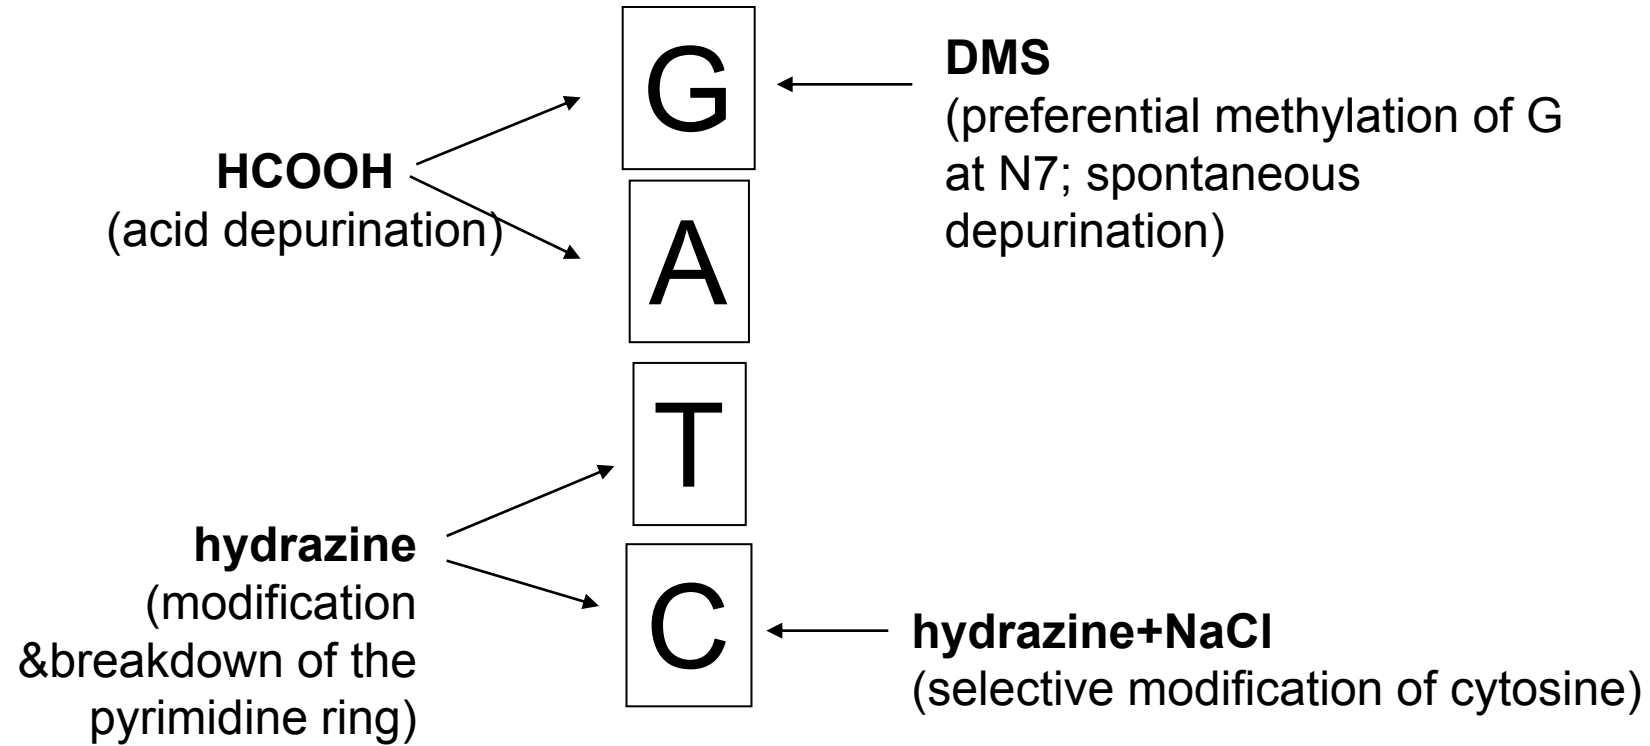 G
DMS
(preferential methylation of G
at N7; spontaneous
depurination)
HCOOH
(acid depurination)
A
T
hydrazine
(modification
&breakdown of the
pyrimidine ring)
C
hydrazine+NaCl
(selective modification of cytosine)